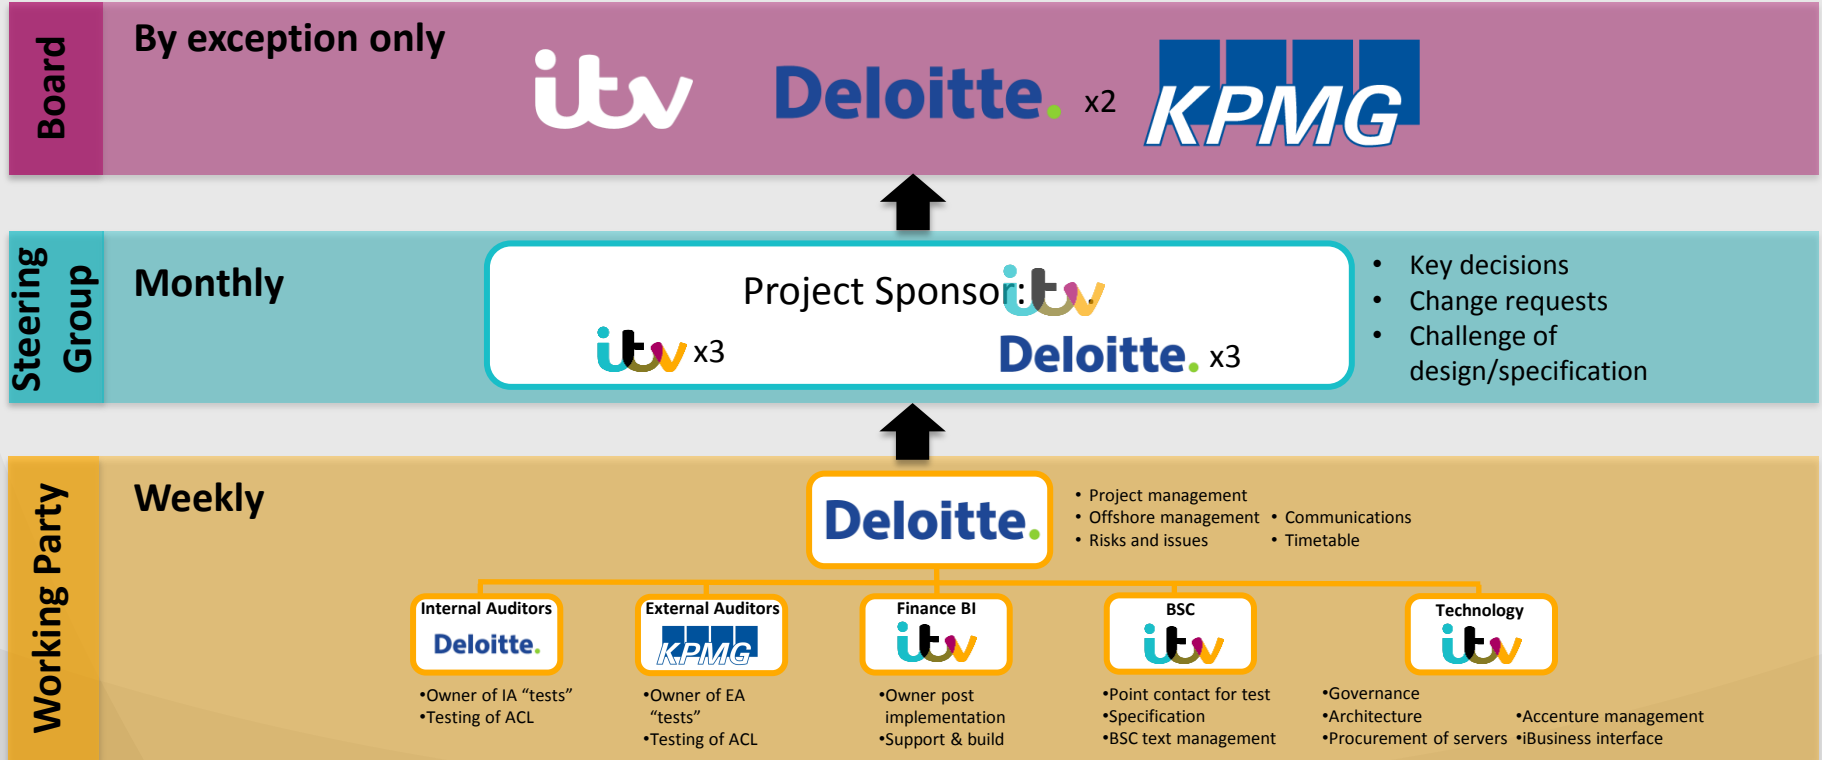 Board
By exception only
itv
Deloitte.
x2
KPMG
Steering
Group
Monthly
Project Sponsor:
itv
itv x3
Deloitte. x3
• Key decisions
• Change requests
• Challenge of
design/specification
Working Party
Weekly
Deloitte.
• Project management
• Offshore management
• Risks and issues
• Communications
• Timetable
Internal Auditors
Deloitte.
•Owner of IA “tests”
•Testing of ACL
External Auditors
KPMG
•Owner of EA
“tests”
•Testing of ACL
Finance BI
itv
•Owner post
implementation
•Support & build
BSC
itv
•Point contact for test
•Specification
•BSC text management
Technology
itv
•Governance
•Architecture
•Procurement of servers
•Accenture management
•iBusiness interface